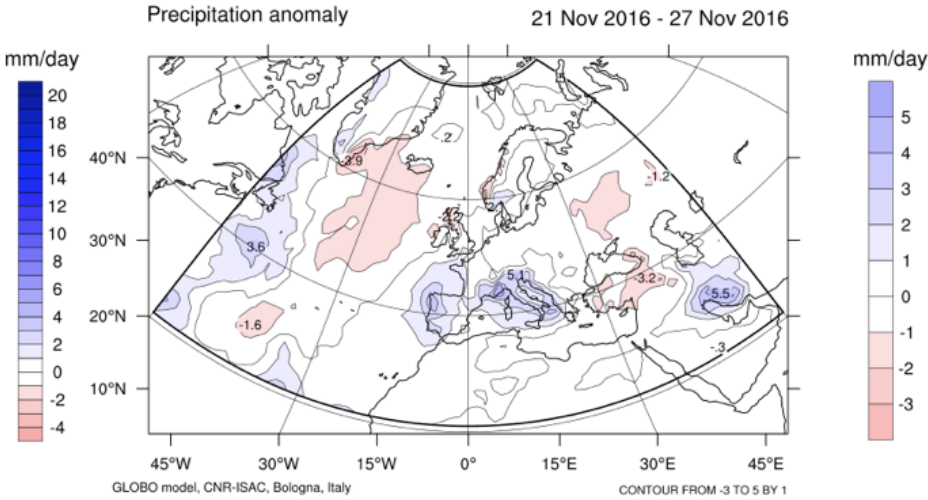 Precipitation anomaly
21 Nov 2016 - 27 Nov 2016
mm/day
mm/day
20
18
16
14
12
10
8
6
4
2
0
-2
-4
40°N
30°N
20°N
10°N
-3.9
.2
-1.2
2
3.6
5.1
-3.2
5.5
-1.6
-.3
5
4
3
2
1
0
-1
-2
-3
45°W 30°W 15°W 0° 15°E 30°E 45°E
GLOBO model, CNR-ISAC, Bologna, Italy
CONTOUR FROM -3 TO 5 BY 1